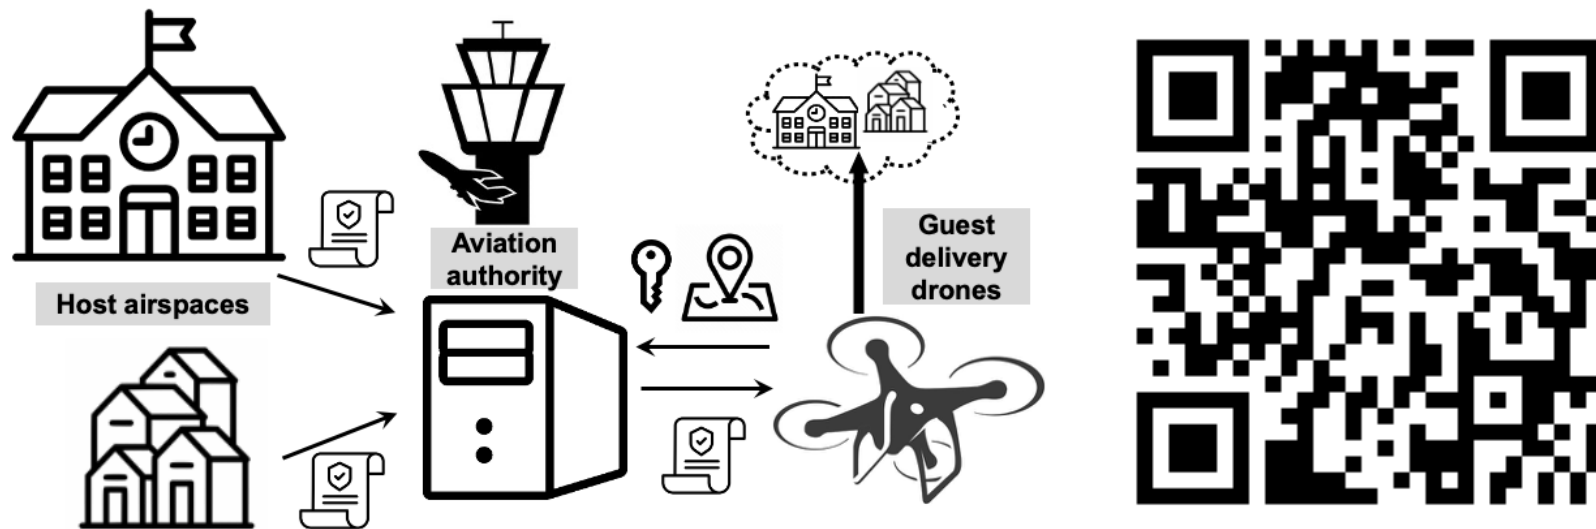 Aviation
authority
Host airspaces
Guest
delivery
drones